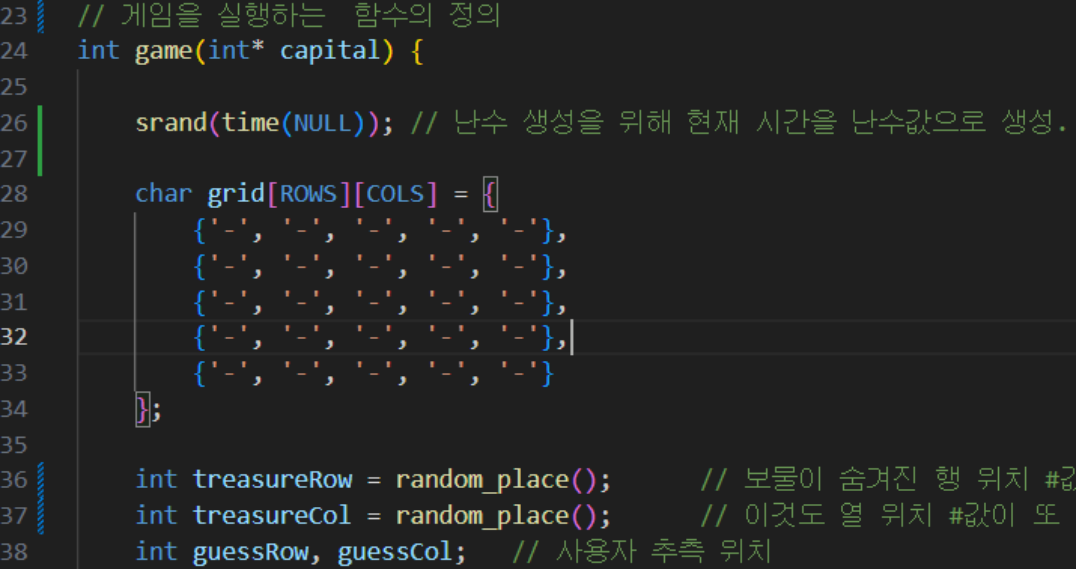 23 // 게임을 실행하는  함수의 정의
24 int game(int* capital) {
25
26 srand(time(NULL)); // 난수 생성을 위해 현재 시간을 난수값으로 생성.
27
28 char grid[ROWS][COLS] = {
29 {'-', '-', '-', '-', '-'},
30 {'-', '-', '-', '-', '-'},
31 {'-', '-', '-', '-', '-'},
32 {'-', '-', '-', '-', '-'},
33 {'-', '-', '-', '-', '-'}
34 };
35
36 int treasureRow = random_place(); // 보물이 숨겨진 행 위치 #값
37 int treasureCol = random_place(); // 이것도 열 위치 #값이 또
38 int guessRow, guessCol; // 사용자 추측 위치